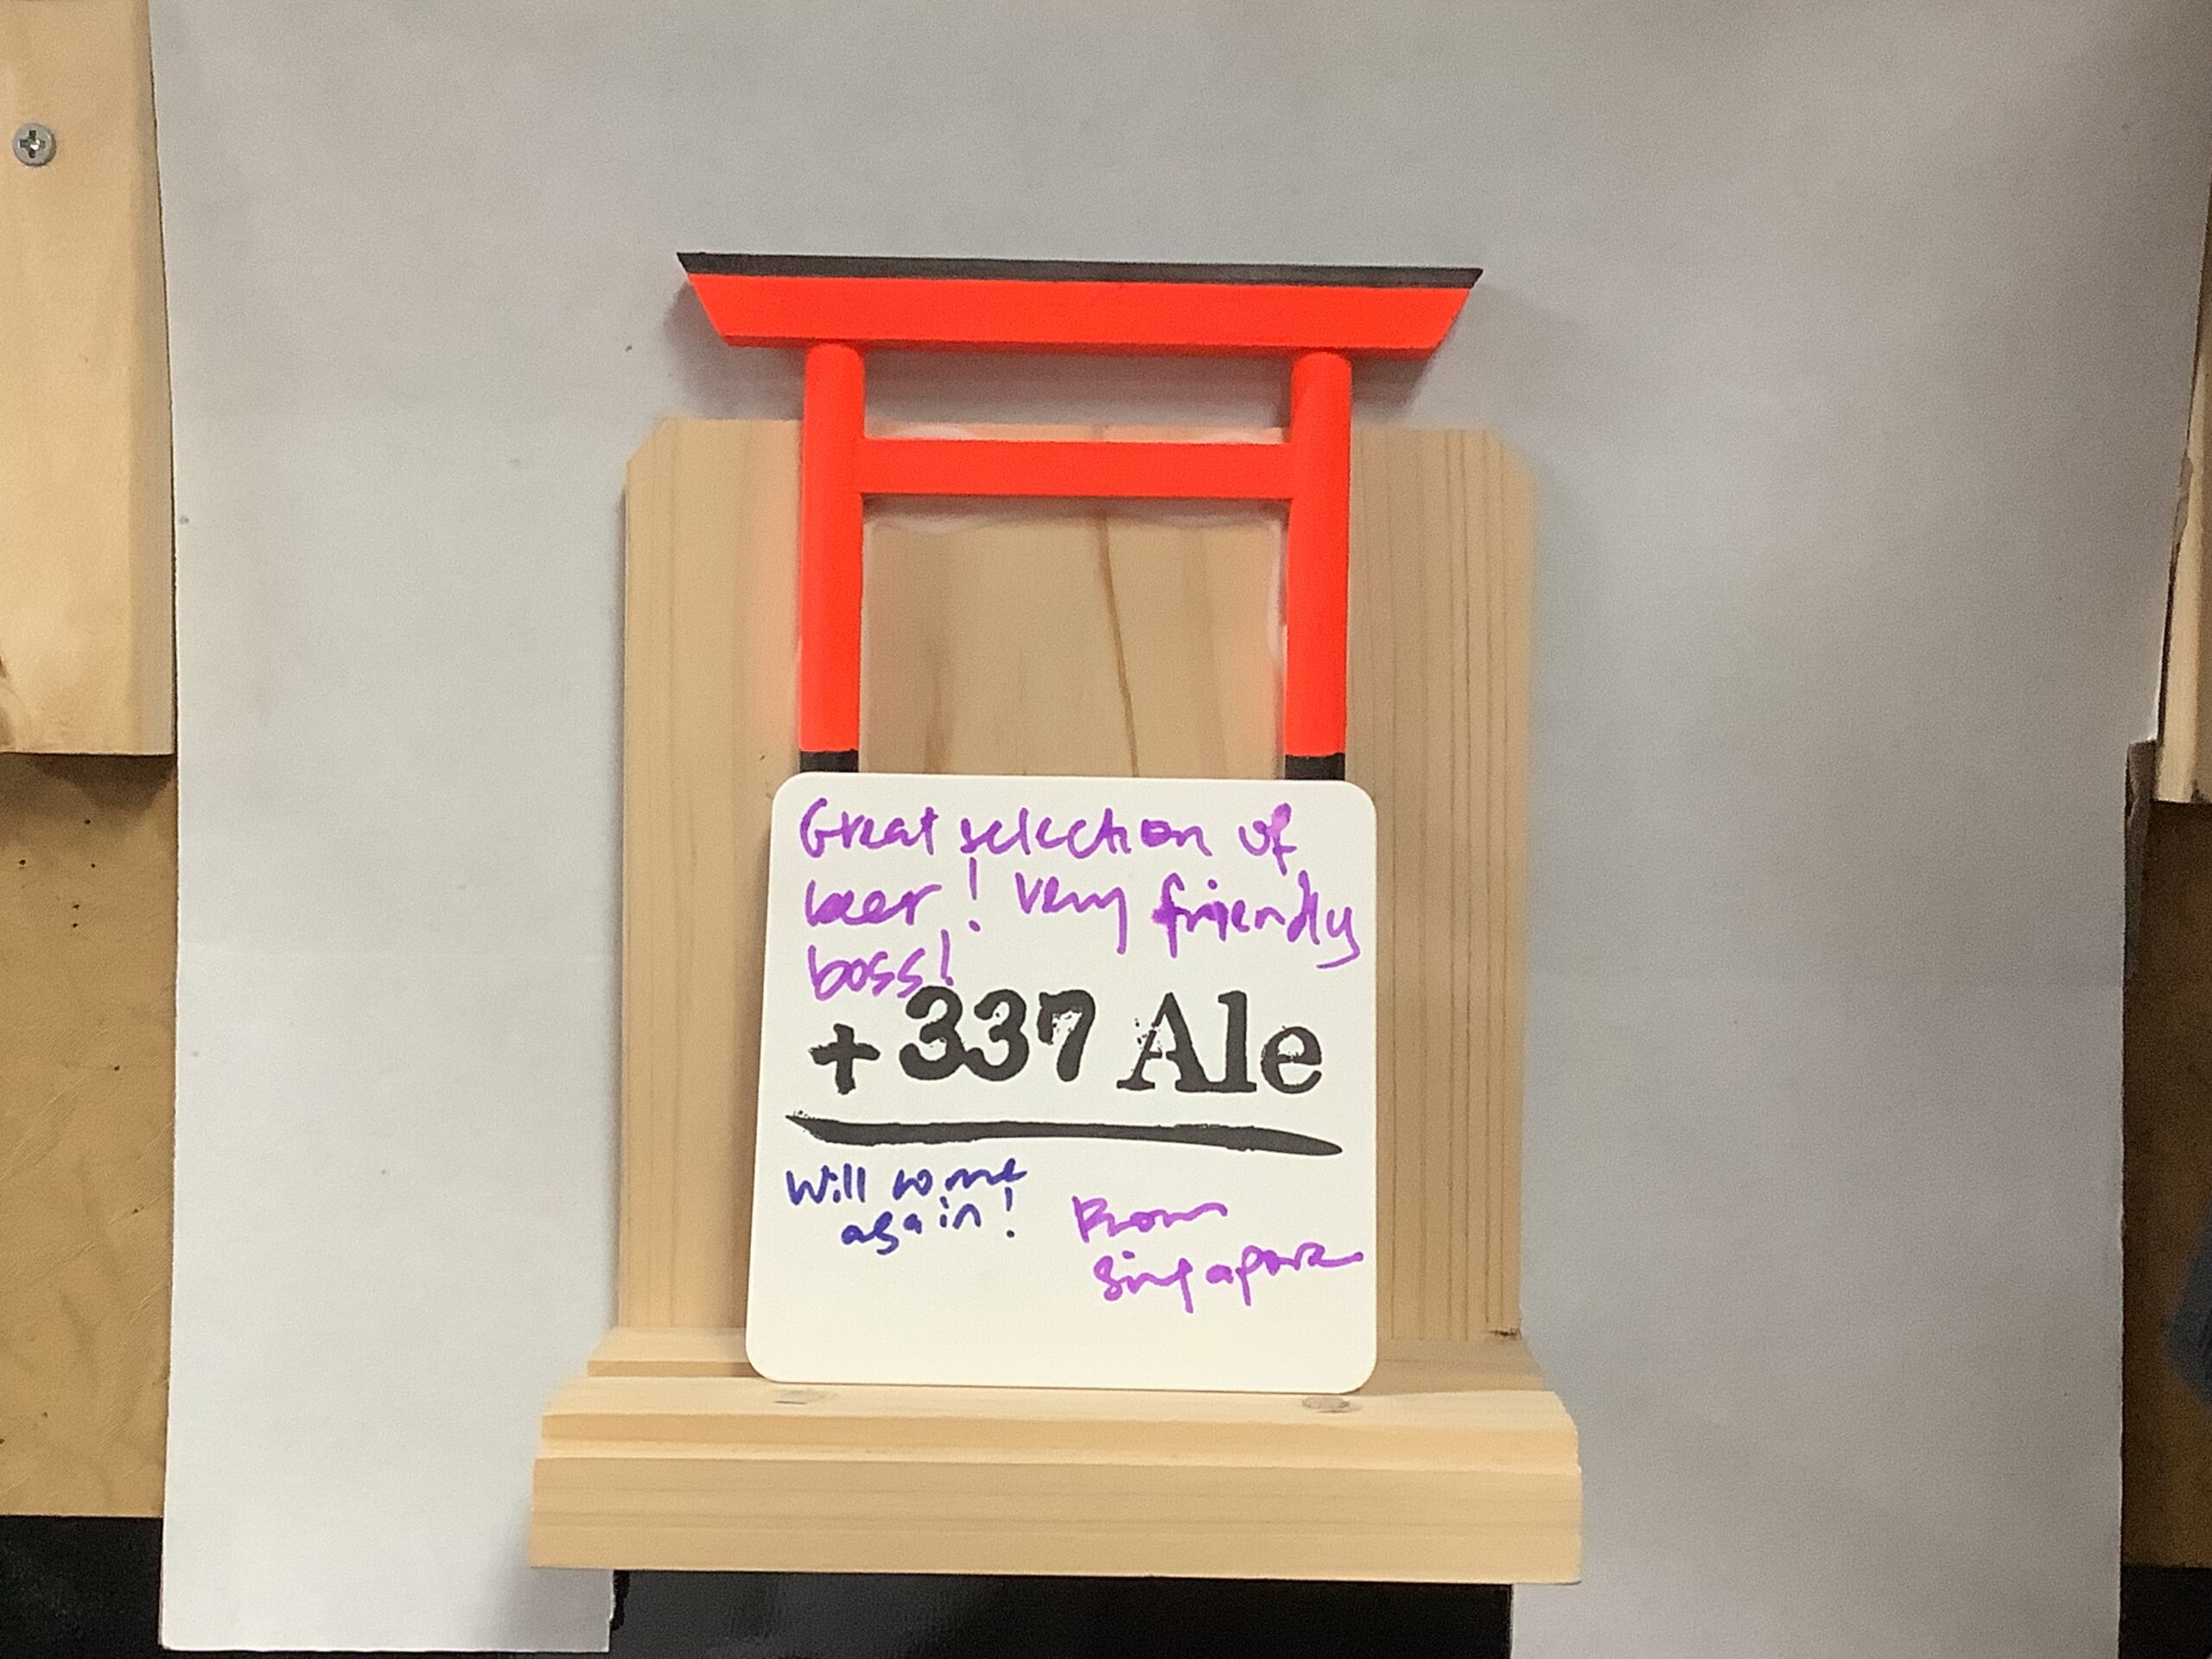 Great selection of
beer! Very friendly
boss!
+337 Ale
Will come
again!
From
Singapore